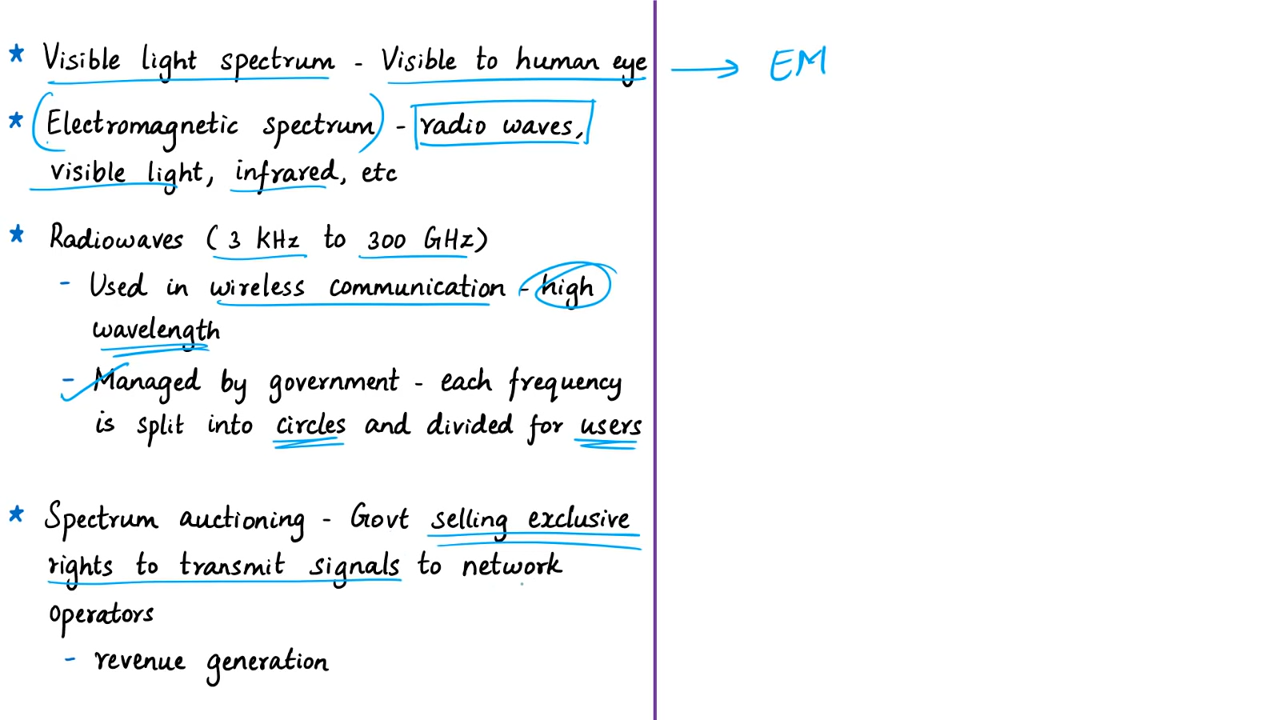 * Visible light spectrum - Visible to human eye → EM
* (Electromagnetic spectrum) - radio waves,
visible light, infrared, etc
* Radiowaves (3 KHz to 300 GHz)
- Used in wireless communication - high
wavelength
- Managed by government - each frequency
is split into circles and divided for users
* Spectrum auctioning - Govt selling exclusive
rights to transmit signals to network
operators
- revenue generation